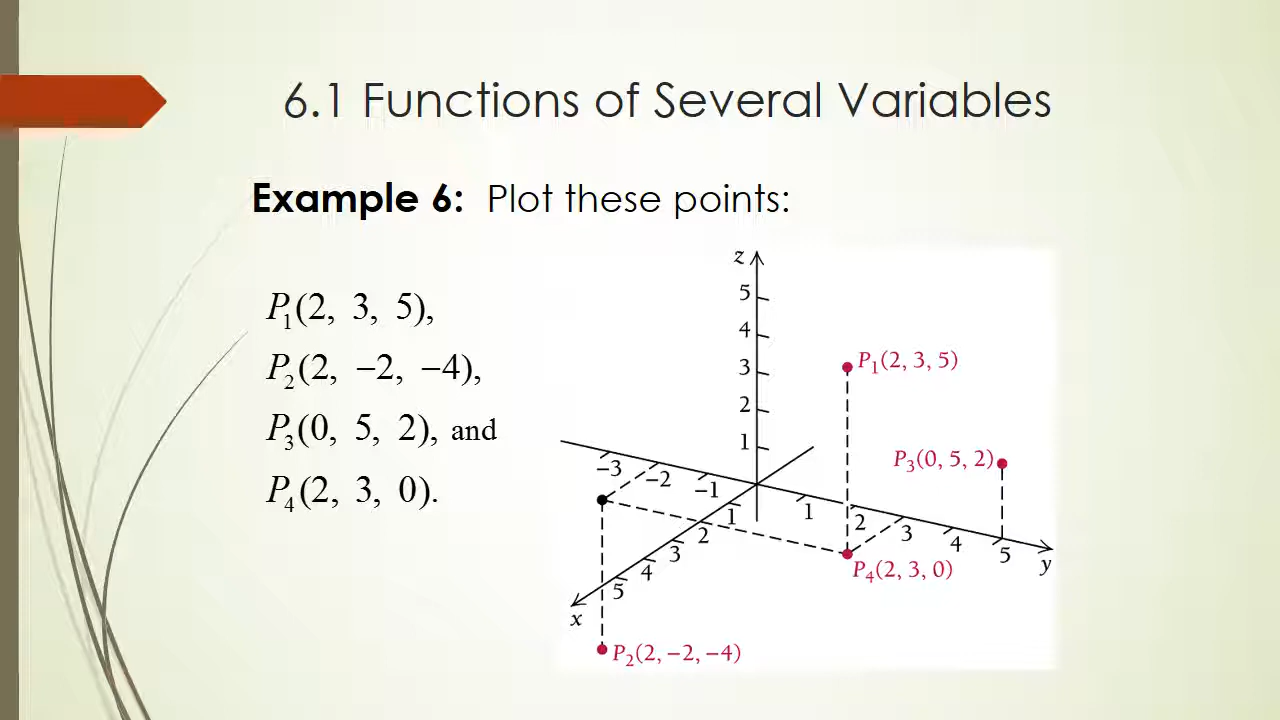 6.1 Functions of Several Variables
Example 6: Plot these points:
P₁(2, 3, 5),
P₂(2, −2, −4),
P₃(0, 5, 2), and
P₄(2, 3, 0).
z
5
4
3
2
1
P₁(2, 3, 5)
P₃(0, 5, 2)
−3
−2
−1
1
2
3
4
5
y
1
2
3
4
5
x
P₄(2, 3, 0)
P₂(2, −2, −4)